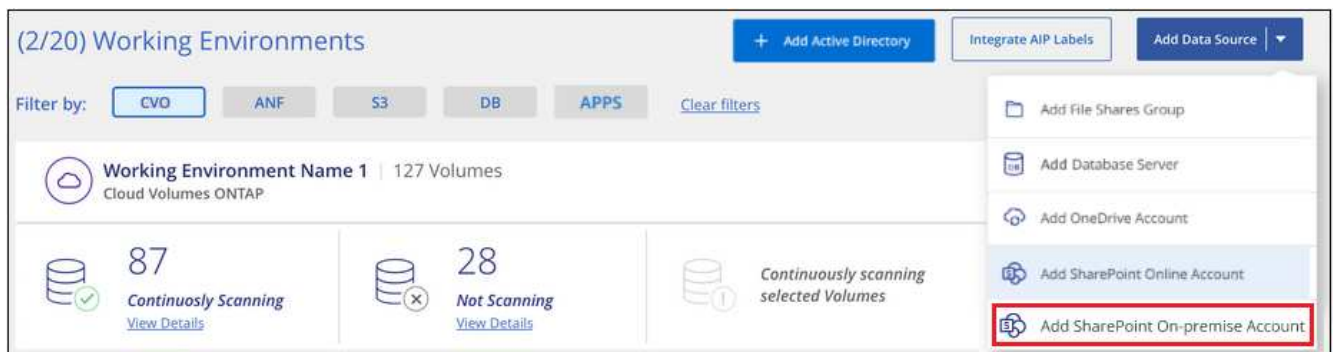 (2/20) Working Environments
+ Add Active Directory
Integrate AIP Labels
Add Data Source
Filter by:
CVO
ANF
S3
DB
APPS
Clear filters
Add File Shares Group
DB
Add Database Server
Working Environment Name 1 | 127 Volumes
Cloud Volumes ONTAP
Add OneDrive Account
87
Continuosly Scanning
View Details
28
Not Scanning
View Details
Continuously scanning
selected Volumes
S
Add SharePoint Online Account
S
Add SharePoint On-premise Account